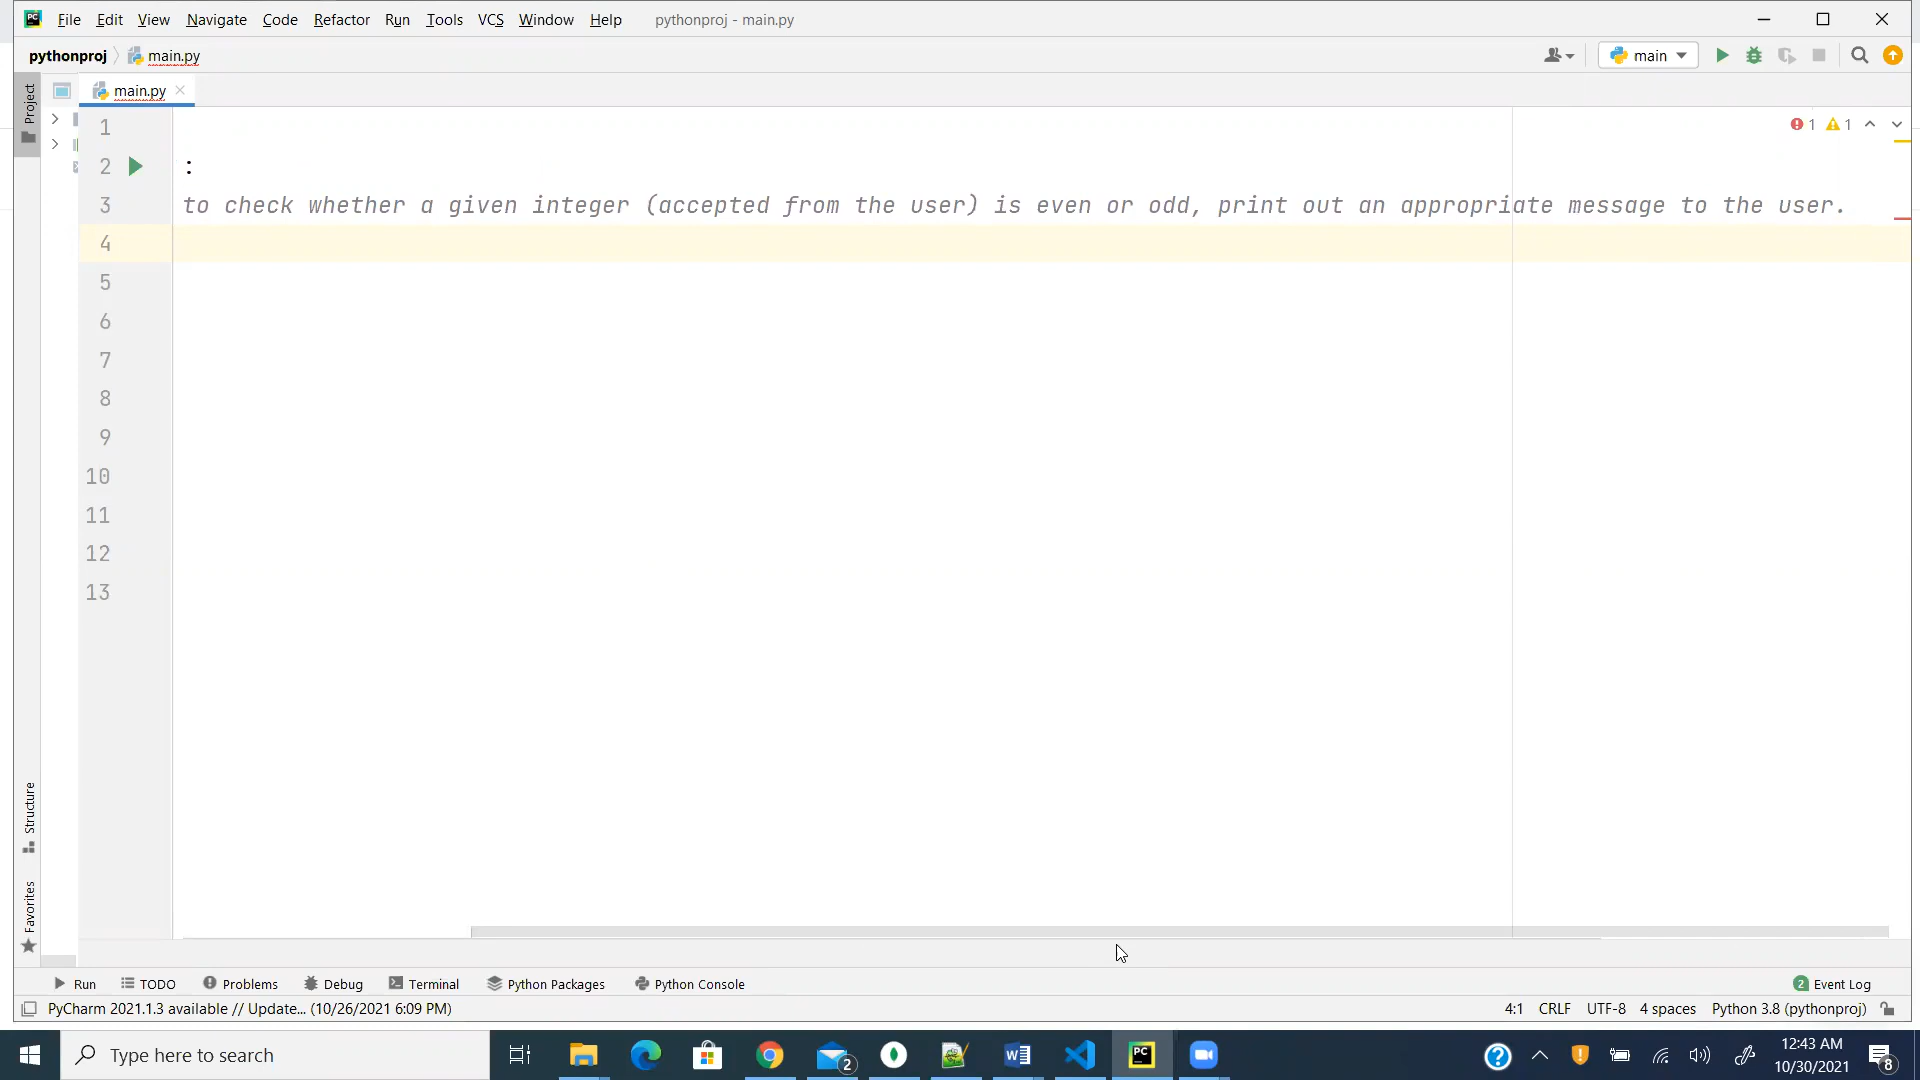 File Edit View Navigate Code Refactor Run Tools VCS Window Help pythonproj - main.py
pythonproj main.py main
Project
main.py
1 1
1
2 :
3 to check whether a given integer (accepted from the user) is even or odd, print out an appropriate message to the user.
4
5
6
7
8
9
10
11
12
13
Structure
Favorites
Run TODO Problems Debug Terminal Python Packages Python Console 2 Event Log
PyCharm 2021.1.3 available // Update... (10/26/2021 6:09 PM) 4:1 CRLF UTF-8 4 spaces Python 3.8 (pythonproj)
Type here to search 2 12:43 AM
10/30/2021 8